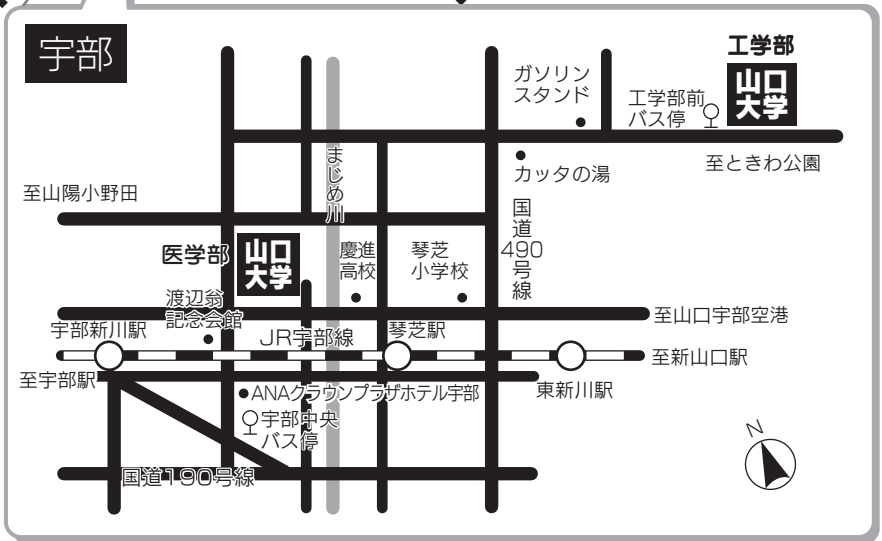 宇部
工学部
山口
大学
ガソリン
スタンド
工学部前
バス停
至ときわ公園
カッタの湯
まじめ川
至山陽小野田
国道490号線
医学部
山口
大学
慶進
高校
琴芝
小学校
渡辺翁
記念会館
至山口宇部空港
宇部新川駅
JR宇部線
琴芝駅
至新山口駅
至宇部駅
東新川駅
ANAクラウンプラザホテル宇部
宇部中央
バス停
国道190号線
N